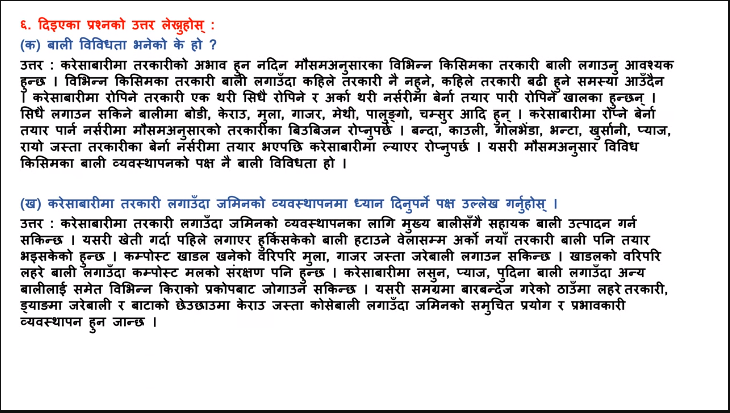 ६. दिइएका प्रश्नको उत्तर लेख्नुहोस् :
(क) बाली विविधता भनेको के हो ?
उत्तर : करेसाबारीमा तरकारीको अभाव हुन नदिन मौसमअनुसारका विभिन्न किसिमका तरकारी बाली लगाउनु आवश्यक
हुन्छ । विभिन्न किसिमका तरकारी बाली लगाउँदा कहिले तरकारी नै नहुने, कहिले तरकारी बढी हुने समस्या आउँदैन
। करेसाबारीमा रोपिने तरकारी एक थरी सिधै रोपिने र अर्का थरी नर्सरीमा बेर्ना तयार पारी रोपिने खालका हुन्छन् ।
सिधै लगाउन सकिने बालीमा बोडी, केराउ, मुला, गाजर, मेथी, पालुङ्गो, चम्सुर आदि हुन् । करेसाबारीमा रोप्ने बेर्ना
तयार पार्न नर्सरीमा मौसमअनुसारको तरकारीका बिउबिजन रोप्नुपर्छ । बन्दा, काउली, गोलभेंडा, भन्टा, खुर्सानी, प्याज,
रायो जस्ता तरकारीका बेर्ना नर्सरीमा तयार भएपछि करेसाबारीमा ल्याएर रोप्नुपर्छ । यसरी मौसमअनुसार विविध
किसिमका बाली व्यवस्थापनको पक्ष नै बाली विविधता हो ।
(ख) करेसाबारीमा तरकारी लगाउँदा जमिनको व्यवस्थापनमा ध्यान दिनुपर्ने पक्ष उल्लेख गर्नुहोस् ।
उत्तर : करेसाबारीमा तरकारी लगाउँदा जमिनको व्यवस्थापनका लागि मुख्य बालीसँगै सहायक बाली उत्पादन गर्न
सकिन्छ । यसरी खेती गर्दा पहिले लगाएर हुर्किसकेको बाली हटाउने वेलासम्म अर्को नयाँ तरकारी बाली पनि तयार
भइसकेको हुन्छ । कम्पोस्ट खाडल खनेको वरिपरि मुला, गाजर जस्ता जरेबाली लगाउन सकिन्छ । खाडलको वरिपरि
लहरे बाली लगाउँदा कम्पोस्ट मलको संरक्षण पनि हुन्छ । करेसाबारीमा लसुन, प्याज, पुदिना बाली लगाउँदा अन्य
बालीलाई समेत विभिन्न किराको प्रकोपबाट जोगाउन सकिन्छ । यसरी समग्रमा बारबन्देज गरेको ठाउँमा लहरे तरकारी,
ड्याङमा जरेबाली र बाटाको छेउछाउमा केराउ जस्ता कोसेबाली लगाउँदा जमिनको समुचित प्रयोग र प्रभावकारी
व्यवस्थापन हुन जान्छ ।